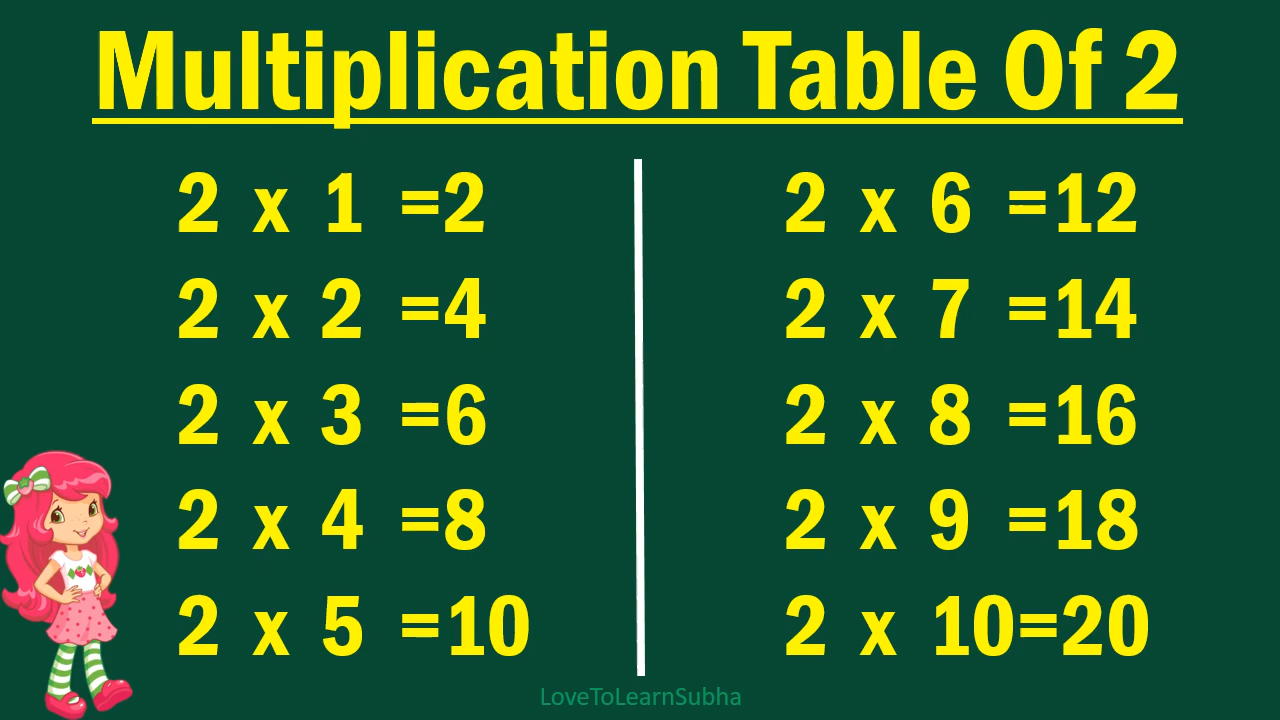 Multiplication Table Of 2
2 x 1 =2
2 x 2 =4
2 x 3 =6
2 x 4 =8
2 x 5 =10
2 x 6 =12
2 x 7 =14
2 x 8 =16
2 x 9 =18
2 x 10=20
LoveToLearnSubha